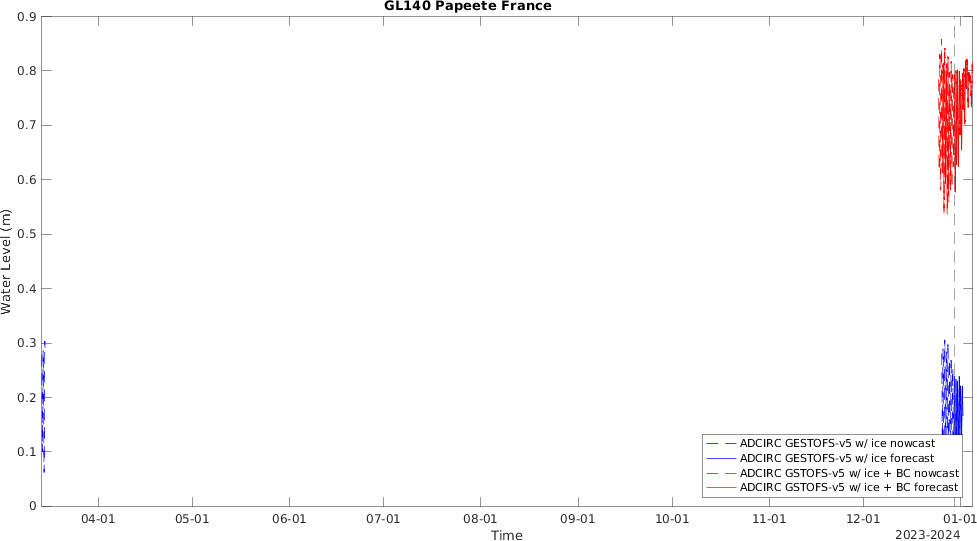 GL140 Papeete France
0.9
0.8
0.7
0.6
0.5
0.4
0.3
0.2
0.1
0
Water Level (m)
ADCIRC GESTOFS-v5 w/ ice nowcast
ADCIRC GESTOFS-v5 w/ ice forecast
ADCIRC GSTOFS-v5 w/ ice + BC nowcast
ADCIRC GSTOFS-v5 w/ ice + BC forecast
04-01 05-01 06-01 07-01 08-01 09-01 10-01 11-01 12-01 01-01
Time
2023-2024